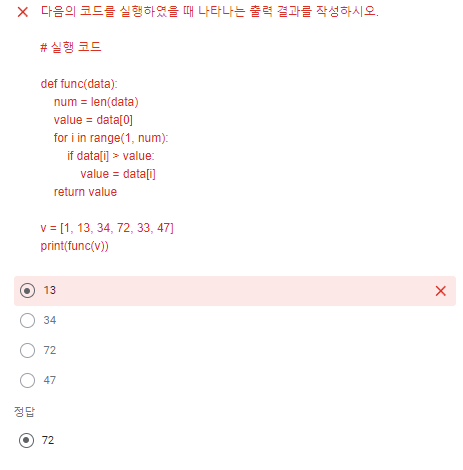 다음의 코드를 실행하였을 때 나타나는 출력 결과를 작성하시오.
# 실행 코드
def func(data):
    num = len(data)
    value = data[0]
    for i in range(1, num):
        if data[i] > value:
            value = data[i]
    return value
v = [1, 13, 34, 72, 33, 47]
print(func(v))
13
34
72
47
정답
72